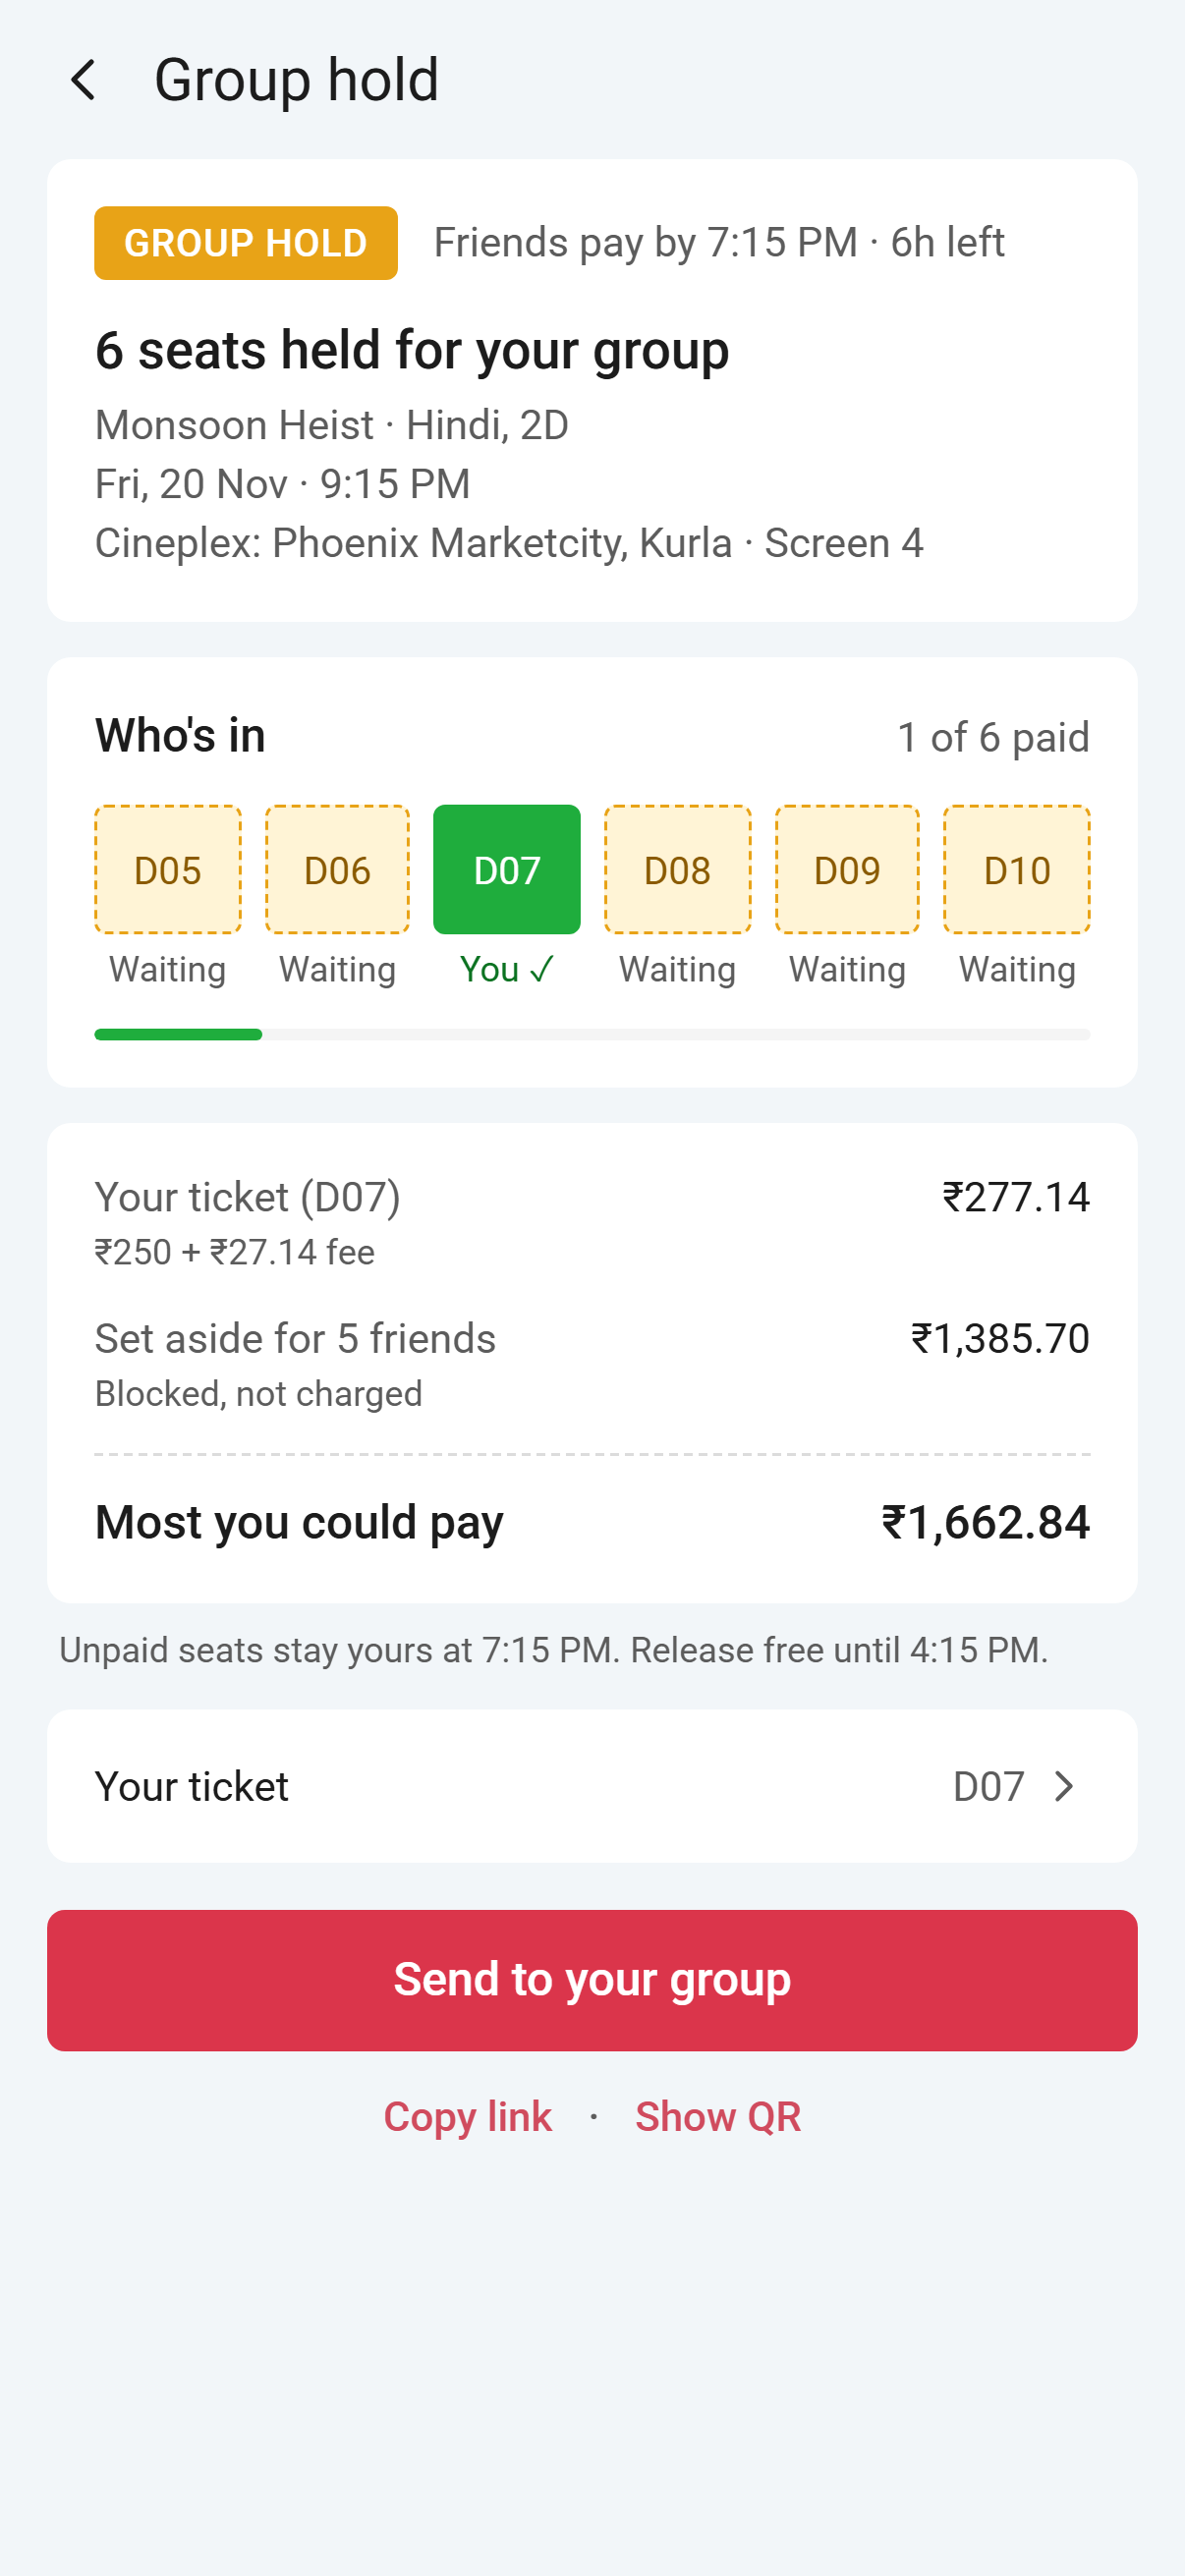 Group hold
GROUP HOLD Friends pay by 7:15 PM · 6h left
6 seats held for your group
Monsoon Heist · Hindi, 2D
Fri, 20 Nov · 9:15 PM
Cineplex: Phoenix Marketcity, Kurla · Screen 4
Who's in 1 of 6 paid
D05 D06 D07 D08 D09 D10
Waiting Waiting You ✓ Waiting Waiting Waiting
Your ticket (D07) ₹277.14
₹250 + ₹27.14 fee
Set aside for 5 friends ₹1,385.70
Blocked, not charged
Most you could pay ₹1,662.84
Unpaid seats stay yours at 7:15 PM. Release free until 4:15 PM.
Your ticket D07
Send to your group
Copy link · Show QR